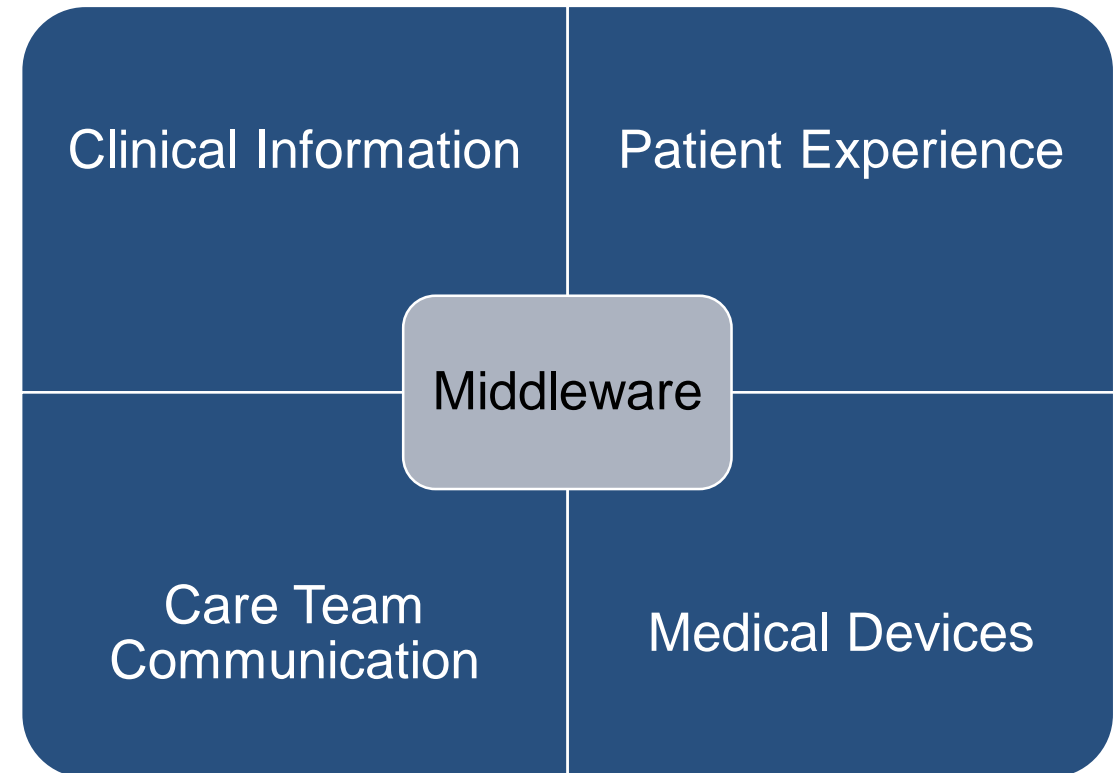 Clinical Information
Patient Experience
Middleware
Care Team
Communication
Medical Devices